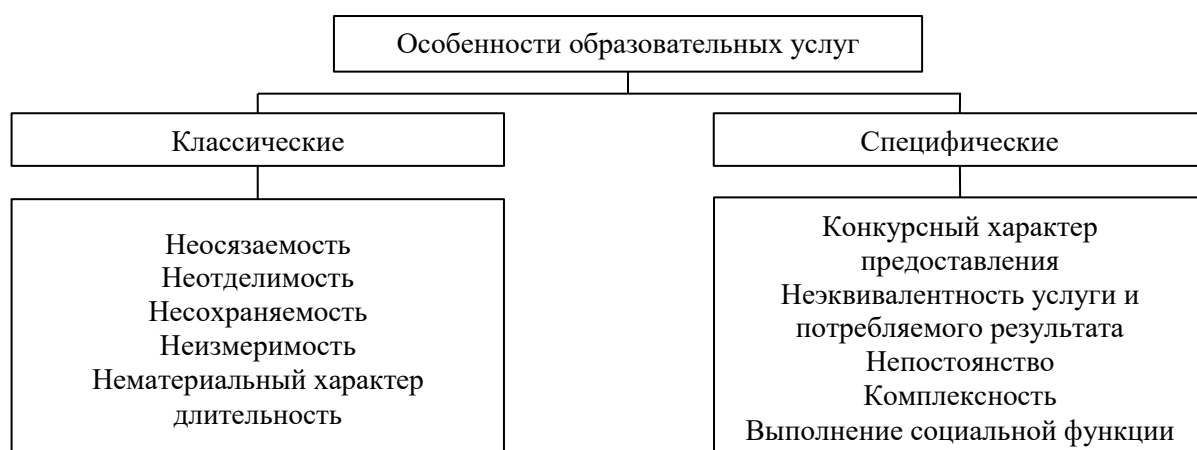 Особенности образовательных услуг
Классические
Специфические
Неосязаемость
Неотделимость
Несохраняемость
Неизмеримость
Нематериальный характер
длительность
Конкурсный характер
предоставления
Неэквивалентность услуги и
потребляемого результата
Непостоянство
Комплексность
Выполнение социальной функции